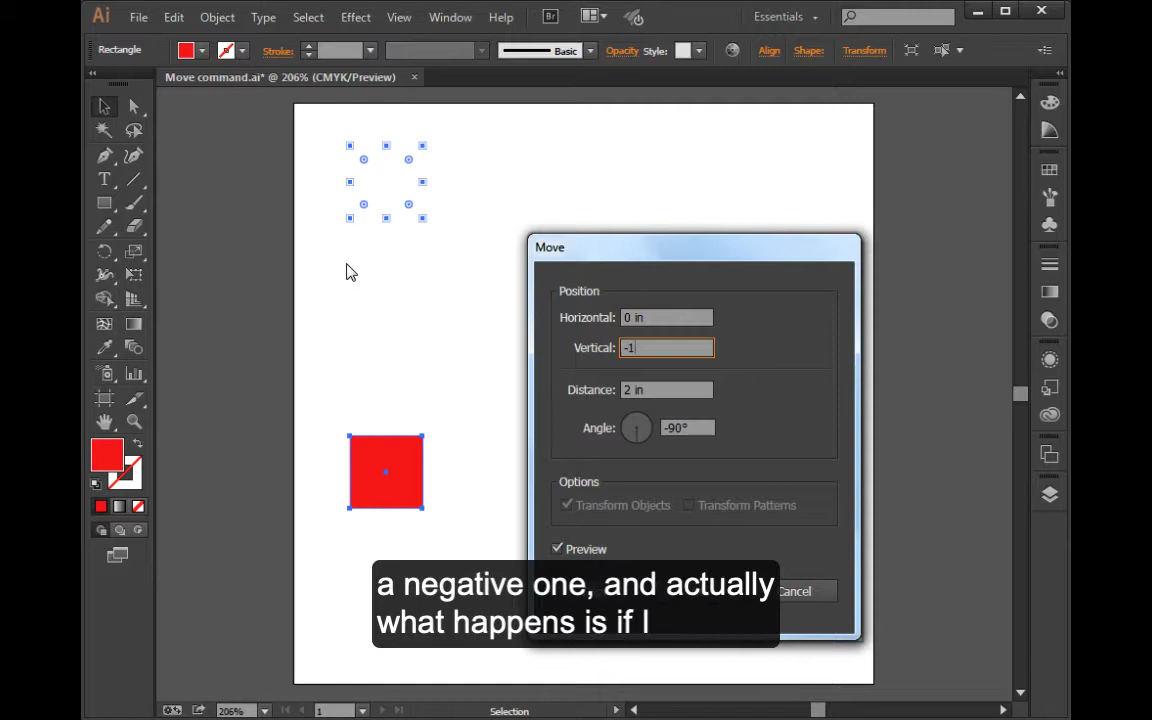 Ai File Edit Object Type Select Effect View Window Help Br Essentials
Rectangle Stroke: Basic Opacity Style: Align Shape: Transform
Move command.ai* @ 206% (CMYK/Preview) ×
Move
Position
Horizontal: 0 in
Vertical: -1
Distance: 2 in
Angle: -90°
Options
Transform Objects Transform Patterns
Preview
Cancel
a negative one, and actually
what happens is if I
206% 1 Selection